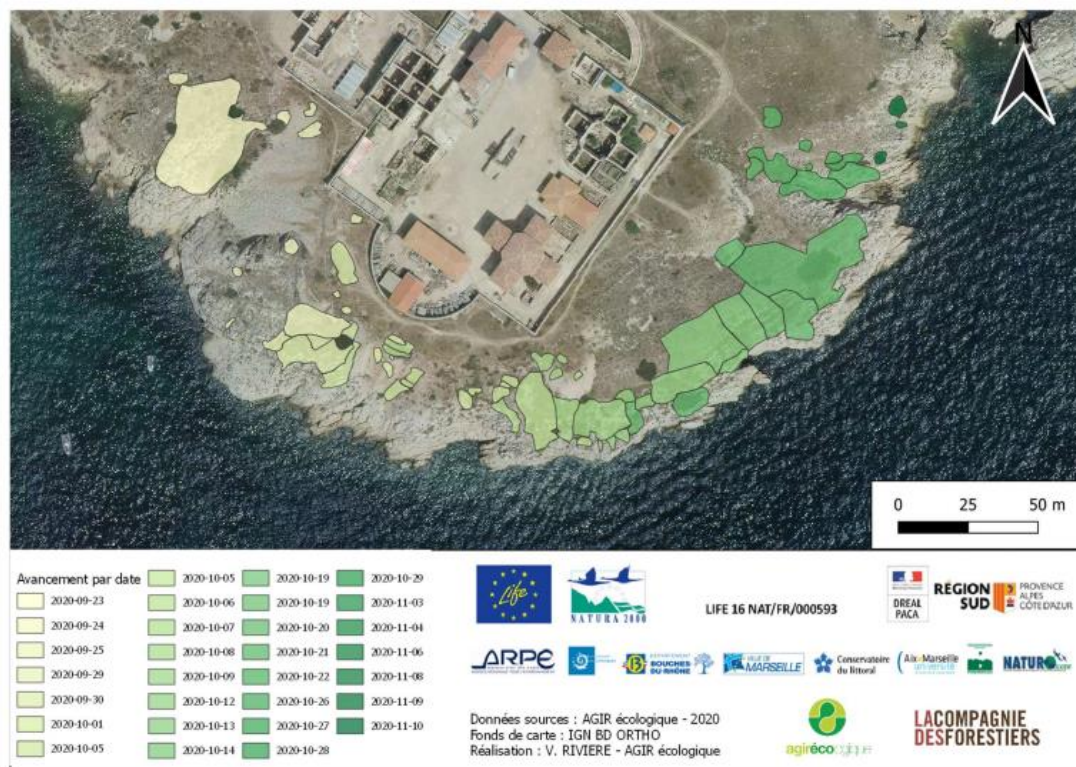 N
0 25 50 m
Avancement par date
2020-09-23
2020-09-24
2020-09-25
2020-09-29
2020-09-30
2020-10-01
2020-10-05
2020-10-05
2020-10-06
2020-10-07
2020-10-08
2020-10-09
2020-10-12
2020-10-13
2020-10-14
2020-10-19
2020-10-19
2020-10-20
2020-10-21
2020-10-22
2020-10-26
2020-10-27
2020-10-28
2020-10-29
2020-11-03
2020-11-04
2020-11-06
2020-11-08
2020-11-09
2020-11-10
Life
NATURA 2000
LIFE 16 NAT/FR/000593
DREAL
PACA
RÉGION
SUD
PROVENCE
ALPES
CÔTE D'AZUR
ARPE
DÉPARTEMENT
BOUCHES
DU RHÔNE
VILLE DE
MARSEILLE
Conservatoire
du littoral
Aix Marseille
université
NATURO
Données sources : AGIR écologique - 2020
Fonds de carte : IGN BD ORTHO
Réalisation : V. RIVIERE - AGIR écologique
agirécologique
LACOMPAGNIE
DESFORESTIERS